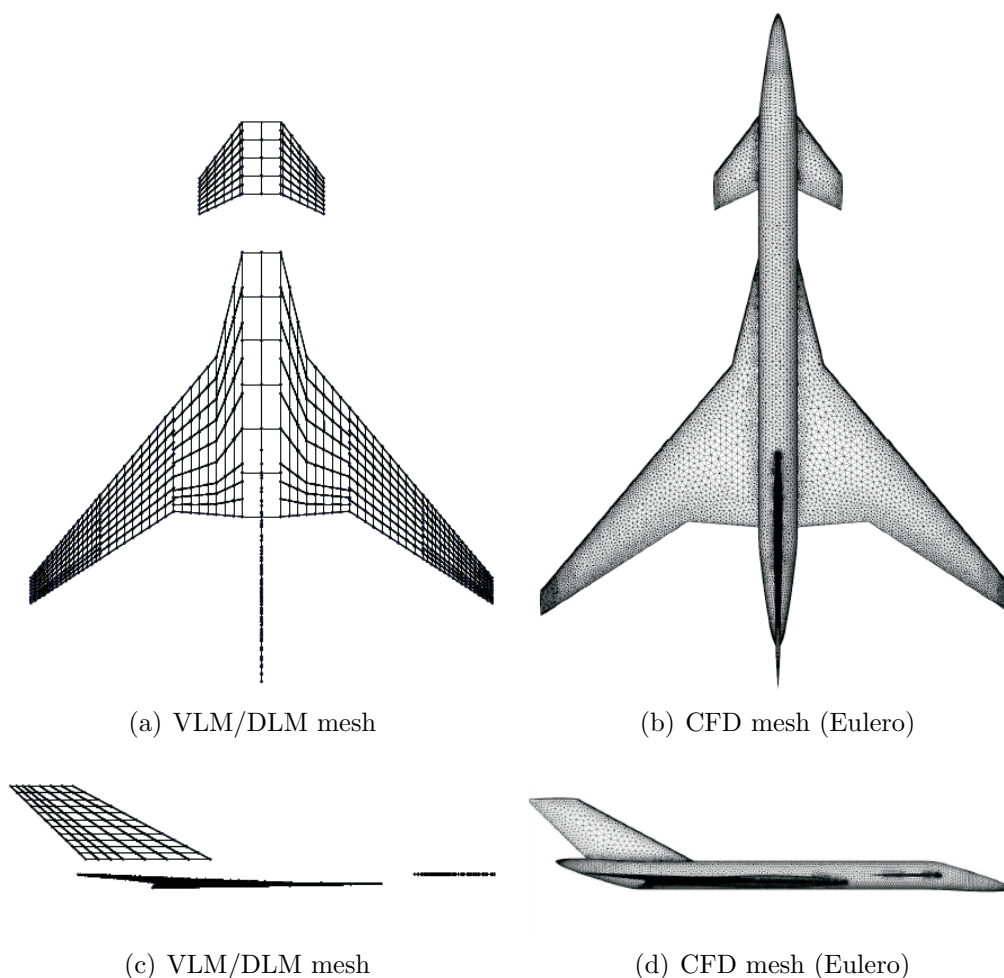 (a) VLM/DLM mesh
(b) CFD mesh (Eulero)
(c) VLM/DLM mesh
(d) CFD mesh (Eulero)